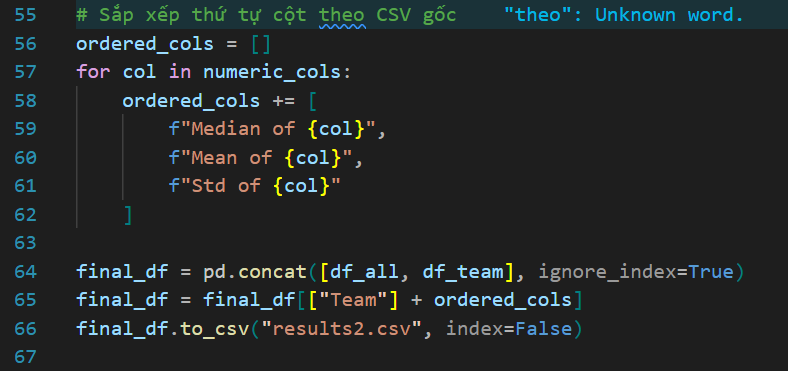 55 # Sắp xếp thứ tự cột theo CSV gốc "theo": Unknown word.
56 ordered_cols = []
57 for col in numeric_cols:
58     ordered_cols += [
59         f"Median of {col}",
60         f"Mean of {col}",
61         f"Std of {col}"
62     ]
63
64 final_df = pd.concat([df_all, df_team], ignore_index=True)
65 final_df = final_df[["Team"] + ordered_cols]
66 final_df.to_csv("results2.csv", index=False)
67